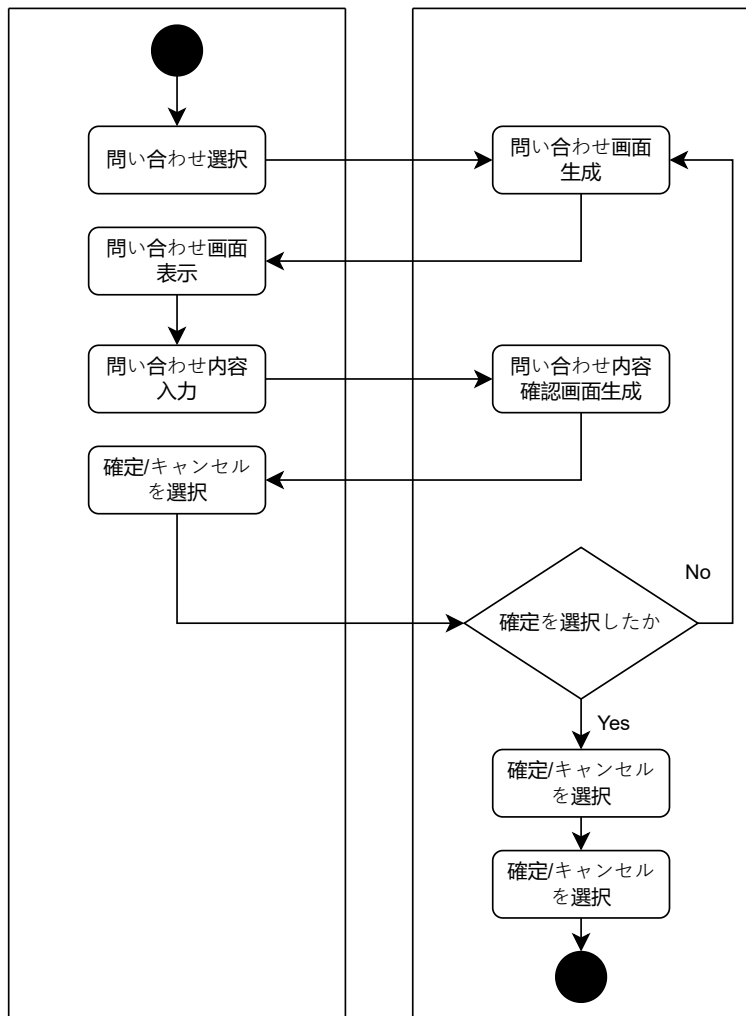 問い合わせ選択
問い合わせ画面
生成
問い合わせ画面
表示
問い合わせ内容
入力
問い合わせ内容
確認画面生成
確定/キャンセル
を選択
No
確定を選択したか
Yes
確定/キャンセル
を選択
確定/キャンセル
を選択